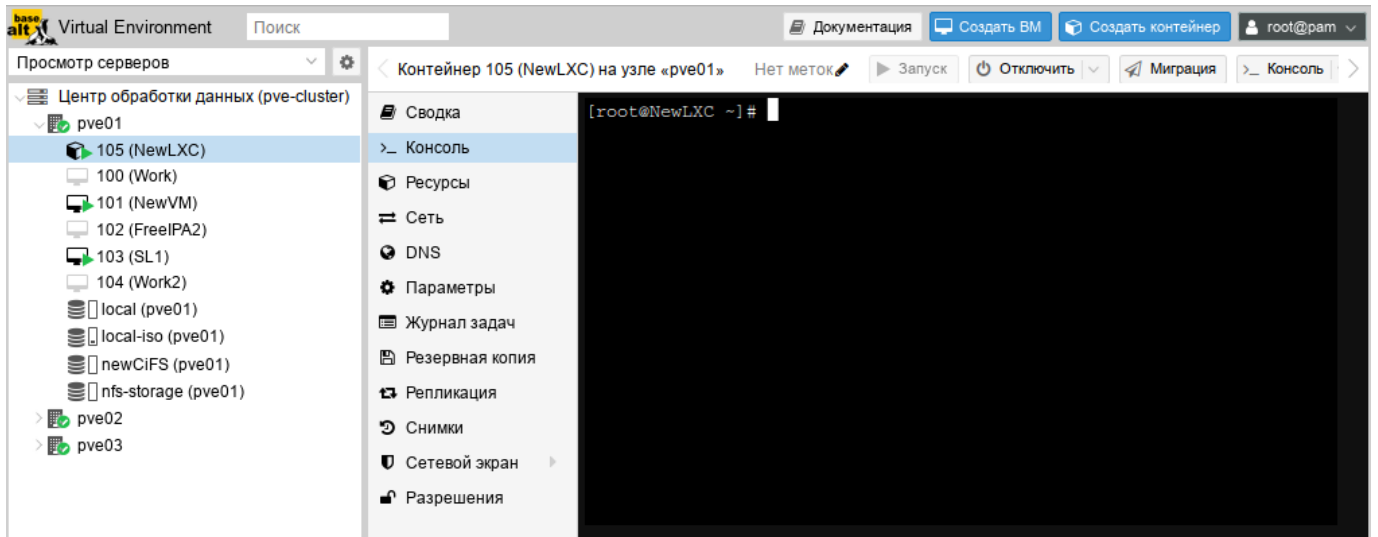 base alt Virtual Environment Поиск Документация Создать ВМ Создать контейнер root@pam
Просмотр серверов
Контейнер 105 (NewLXC) на узле «pve01» Нет меток Запуск Отключить Миграция Консоль
Центр обработки данных (pve-cluster)
pve01
105 (NewLXC)
100 (Work)
101 (NewVM)
102 (FreeIPA2)
103 (SL1)
104 (Work2)
local (pve01)
local-iso (pve01)
newCiFS (pve01)
nfs-storage (pve01)
pve02
pve03
Сводка
Консоль
Ресурсы
Сеть
DNS
Параметры
Журнал задач
Резервная копия
Репликация
Снимки
Сетевой экран
Разрешения
[root@NewLXC ~]#